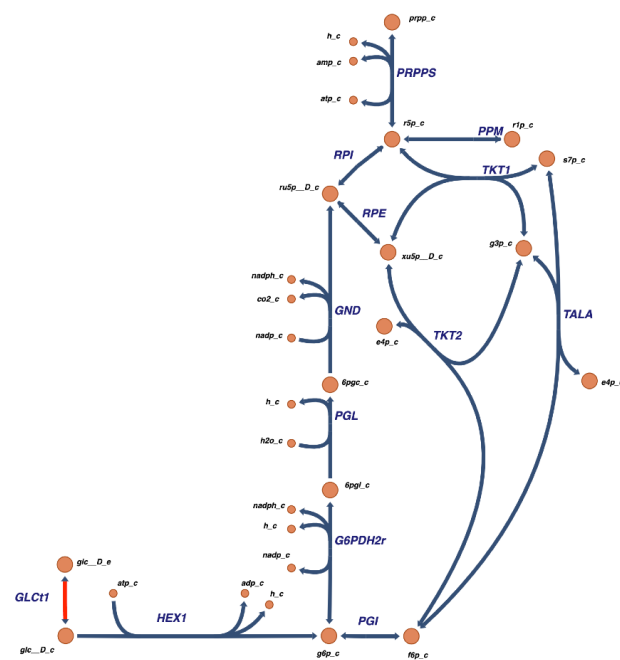 prpp_c
h_c
amp_c
PRPPS
atp_c
r5p_c
PPM
r1p_c
RPI
s7p_c
TKT1
ru5p__D_c
RPE
xu5p__D_c
g3p_c
nadph_c
co2_c
GND
nadp_c
TKT2
TALA
e4p_c
6pgc_c
e4p_c
h_c
PGL
h2o_c
6pgl_c
nadph_c
h_c
G6PDH2r
nadp_c
glc__D_e
GLCt1
atp_c
adp_c
h_c
HEX1
PGI
glc__D_c
g6p_c
f6p_c